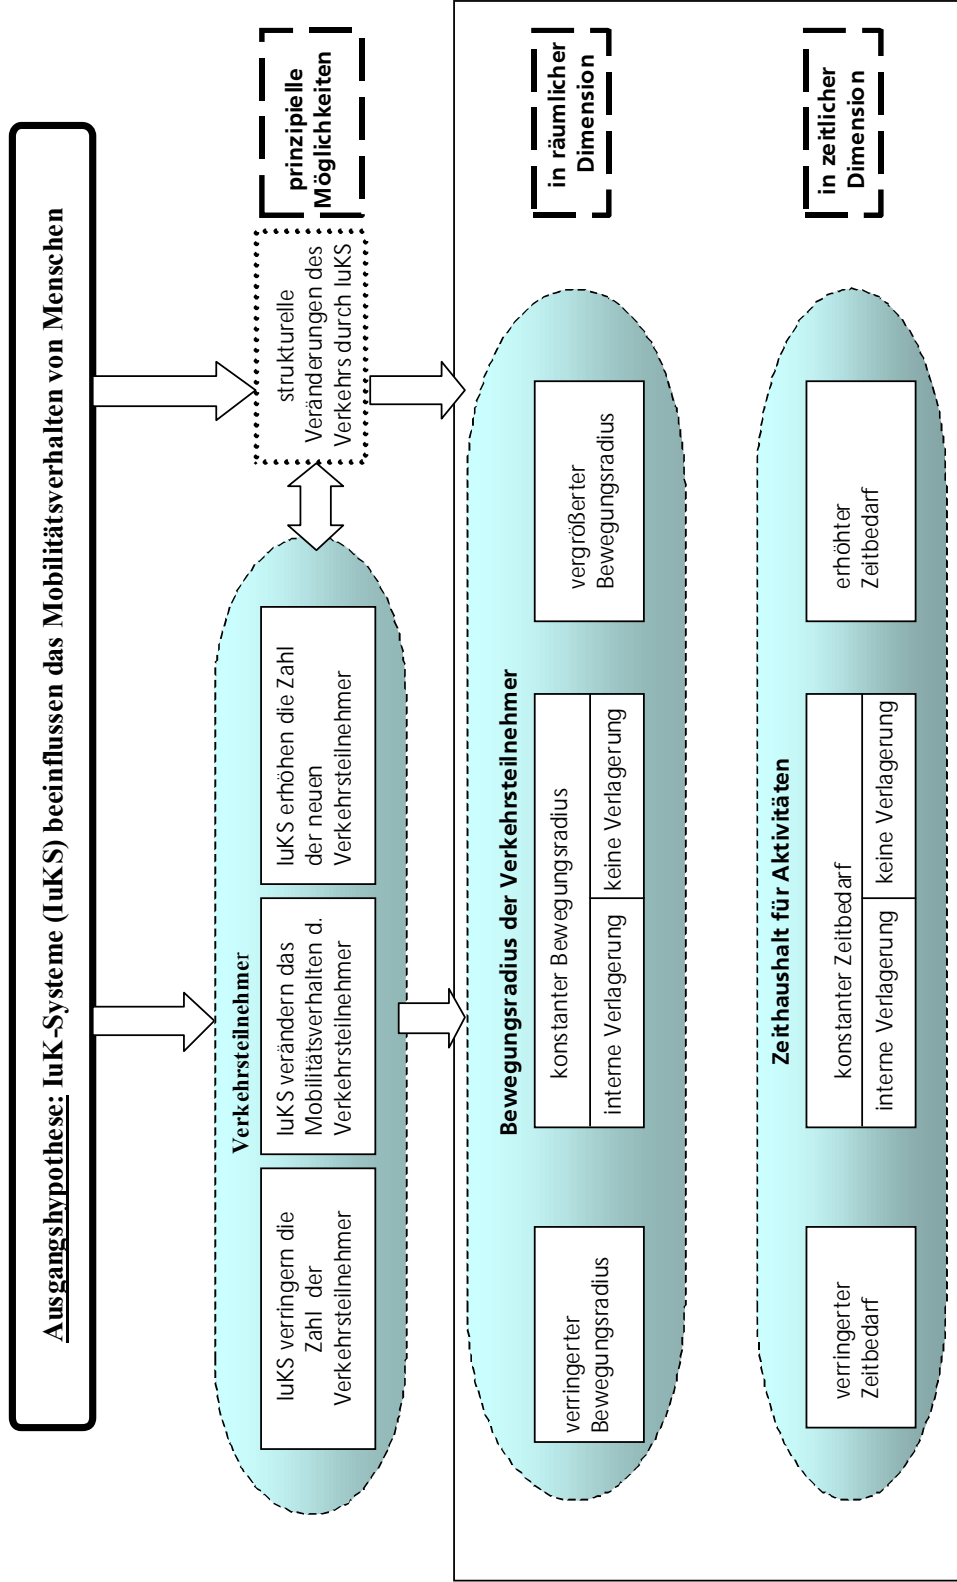 Ausgangshypothese: IuK-Systeme (IuKS) beeinflussen das Mobilitätsverhalten von Menschen
Verkehrsteilnehmer
IuKS verringern die
Zahl der
Verkehrsteilnehmer
IuKS verändern das
Mobilitätsverhalten d.
Verkehrsteilnehmer
IuKS erhöhen die Zahl
der neuen
Verkehrsteilnehmer
strukturelle
Veränderungen des
Verkehrs durch IuKS
prinzipielle
Möglichkeiten
Bewegungsradius der Verkehrsteilnehmer
verringerter
Bewegungsradius
konstanter Bewegungsradius
interne Verlagerung
keine Verlagerung
vergrößerter
Bewegungsradius
in räumlicher
Dimension
Zeithaushalt für Aktivitäten
verringerter
Zeitbedarf
konstanter Zeitbedarf
interne Verlagerung
keine Verlagerung
erhöhter
Zeitbedarf
in zeitlicher
Dimension